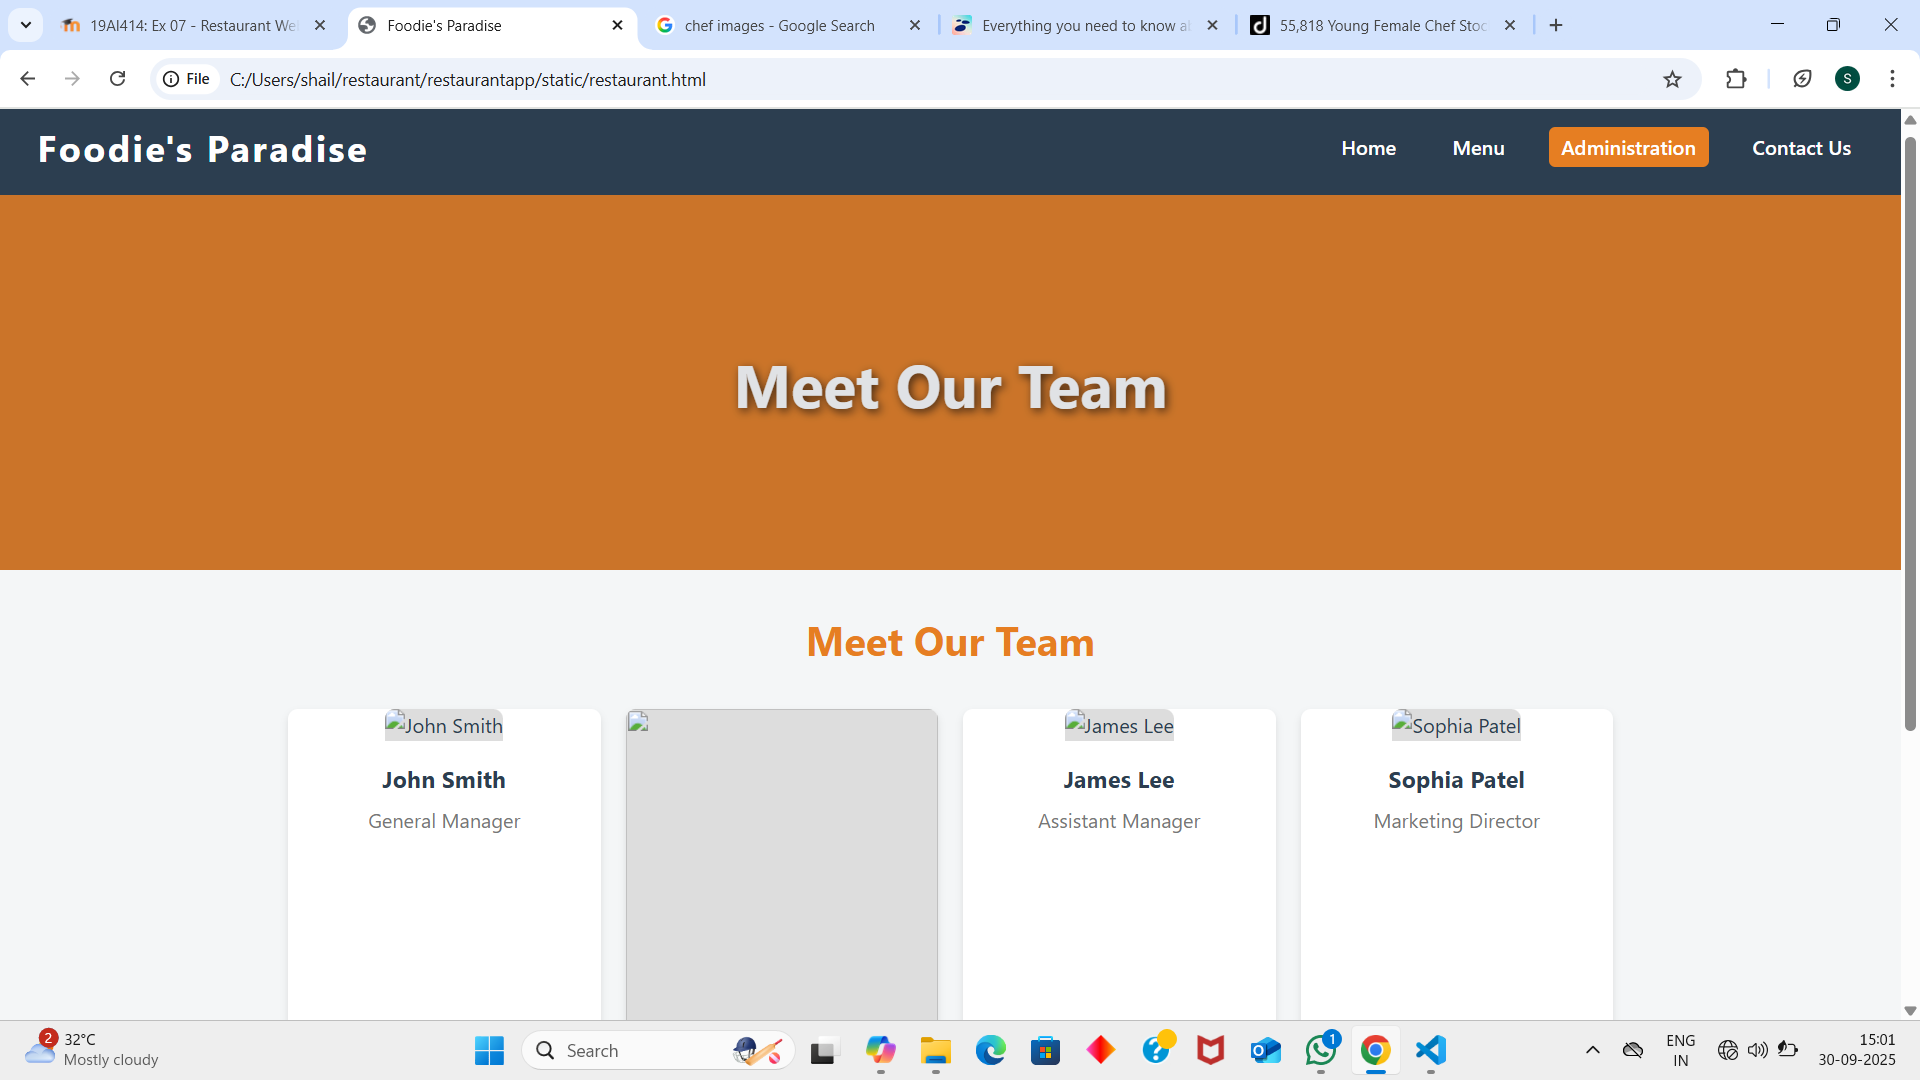 19AI414: Ex 07 - Restaurant We
Foodie's Paradise
chef images - Google Search
Everything you need to know a
55,818 Young Female Chef Stoc
File
C:/Users/shail/restaurant/restaurantapp/static/restaurant.html
S
Foodie's Paradise
Home
Menu
Administration
Contact Us
Meet Our Team
Meet Our Team
John Smith
James Lee
Sophia Patel
John Smith
James Lee
Sophia Patel
General Manager
Assistant Manager
Marketing Director
2
32°C
Mostly cloudy
Search
1
ENG
IN
15:01
30-09-2025